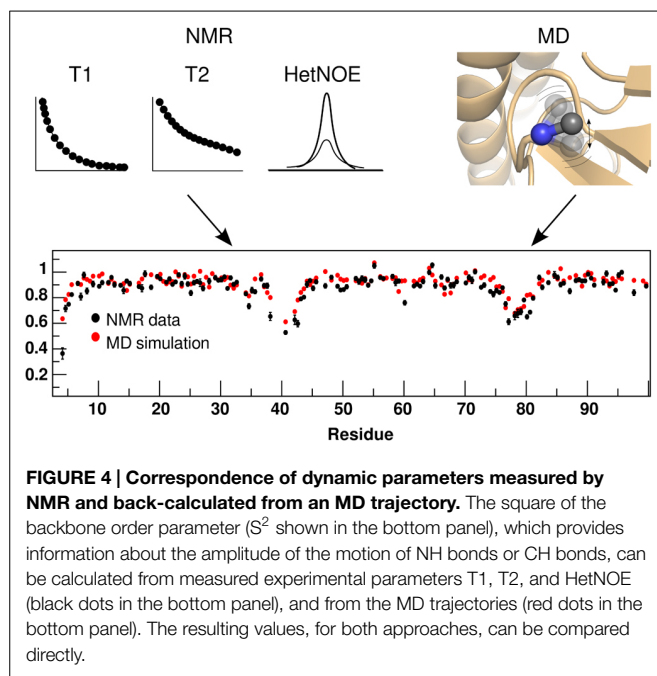 NMR
MD
T1
T2
HetNOE
1
0.8
0.6
0.4
0.2
NMR data
MD simulation
10 20 30 40 50 60 70 80 90
Residue
FIGURE 4 | Correspondence of dynamic parameters measured by
NMR and back-calculated from an MD trajectory. The square of the
backbone order parameter (S² shown in the bottom panel), which provides
information about the amplitude of the motion of NH bonds or CH bonds, can
be calculated from measured experimental parameters T1, T2, and HetNOE
(black dots in the bottom panel), and from the MD trajectories (red dots in the
bottom panel). The resulting values, for both approaches, can be compared
directly.